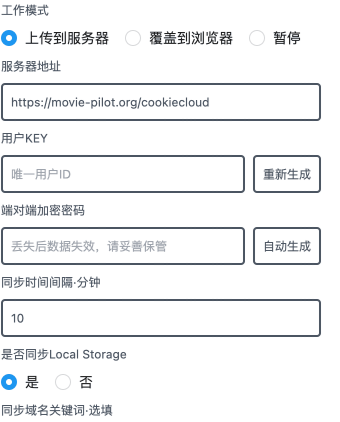 工作模式
上传到服务器 覆盖到浏览器 暂停
服务器地址
https://movie-pilot.org/cookiecloud
用户KEY
唯一用户ID 重新生成
端对端加密密码
丢失后数据失效，请妥善保管 自动生成
同步时间间隔·分钟
10
是否同步Local Storage
是 否
同步域名关键词·选填